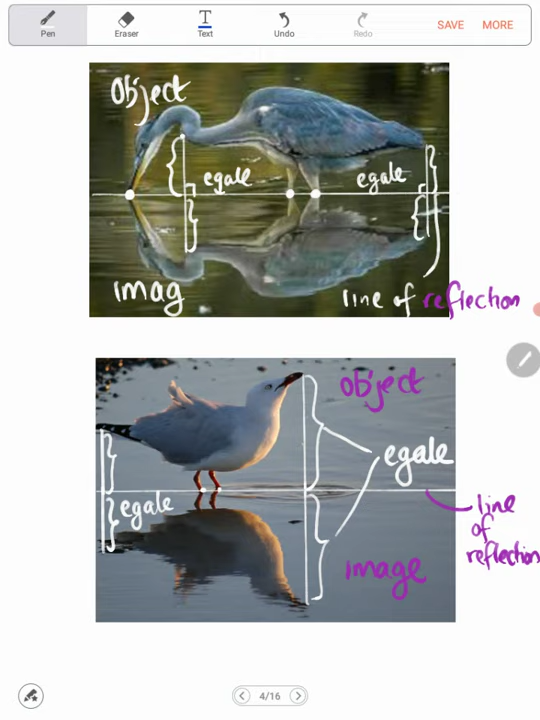 Pen
Eraser
Text
Undo
Redo
SAVE
MORE
Object
egale
egale
imag
line of reflection
object
egale
egale
line
of
reflection
image
4/16